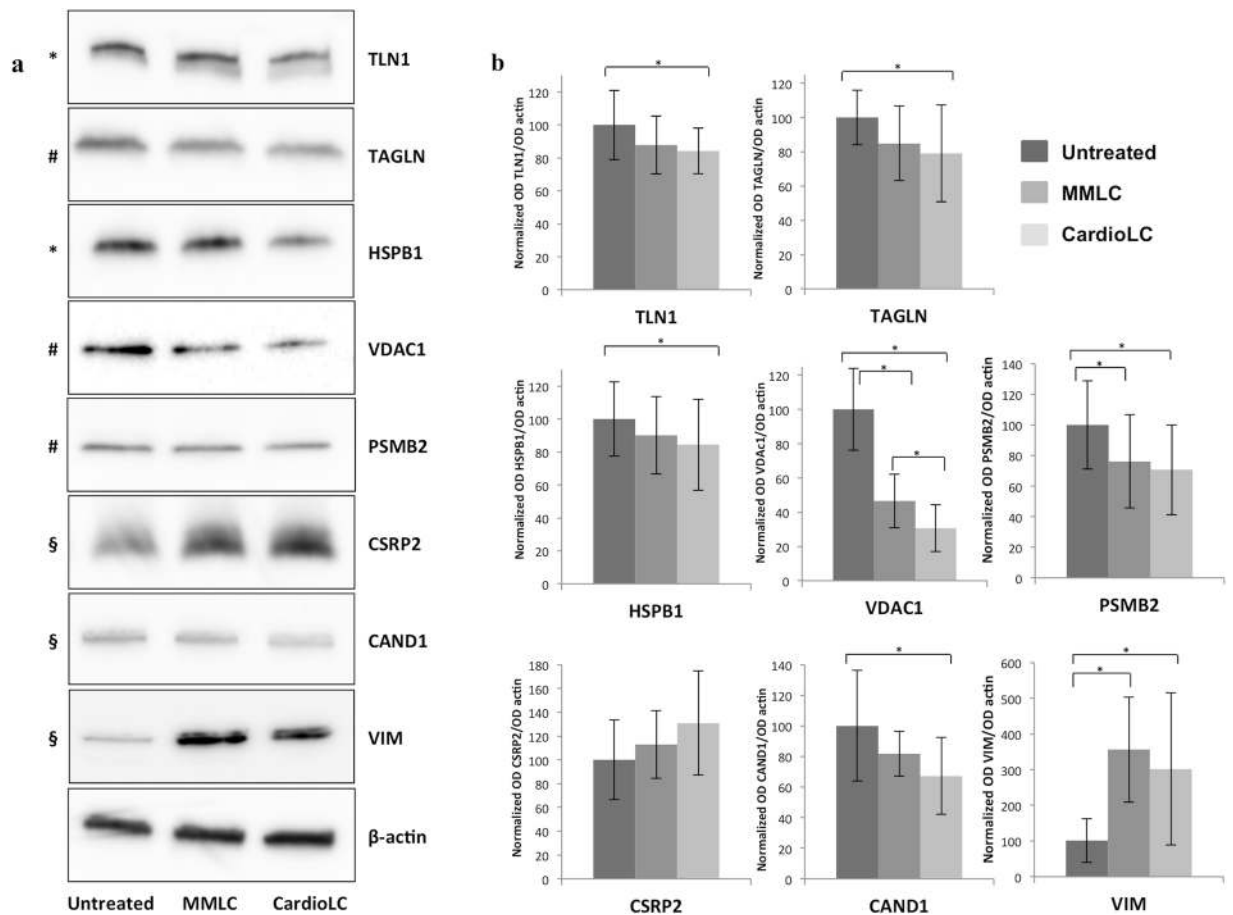 a
* TLN1
# TAGLN
* HSPB1
# VDAC1
# PSMB2
§ CSRP2
§ CAND1
§ VIM
β-actin
Untreated MMLC CardioLC
b
Normalized OD TLN1/OD actin
120
100
80
60
40
20
0
*
TLN1
Normalized OD TAGLN/OD actin
120
100
80
60
40
20
0
*
TAGLN
Untreated
MMLC
CardioLC
Normalized OD HSPB1/OD actin
120
100
80
60
40
20
0
*
HSPB1
Normalized OD VDAc1/OD actin
120
100
80
60
40
20
0
*
*
*
VDAC1
Normalized OD PSMB2/OD actin
140
120
100
80
60
40
20
0
*
*
PSMB2
Normalized OD CSRP2/OD actin
180
160
140
120
100
80
60
40
20
0
CSRP2
Normalized OD CAND1/OD actin
140
120
100
80
60
40
20
0
*
CAND1
Normalized OD VIM/OD actin
600
500
400
300
200
100
0
*
*
VIM